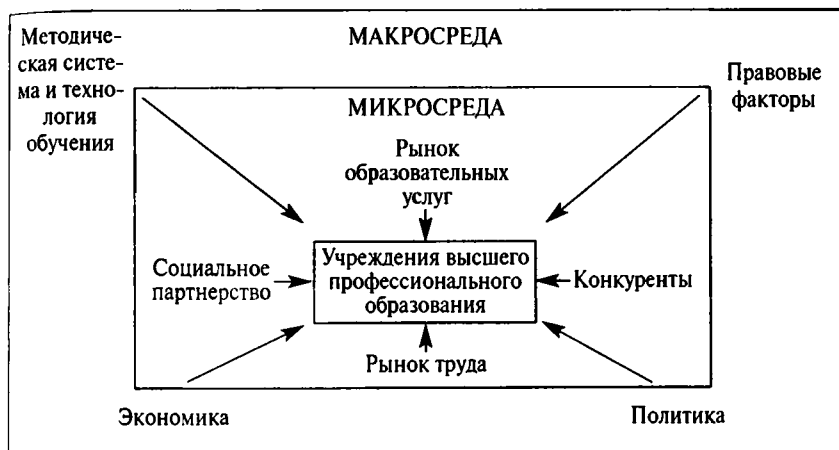 Методиче-
ская систе-
ма и техно-
логия
обучения
МАКРОСРЕДА
Правовые
факторы
МИКРОСРЕДА
Рынок
образовательных
услуг
Социальное
партнерство
Учреждения высшего
профессионального
образования
Конкуренты
Рынок труда
Экономика
Политика